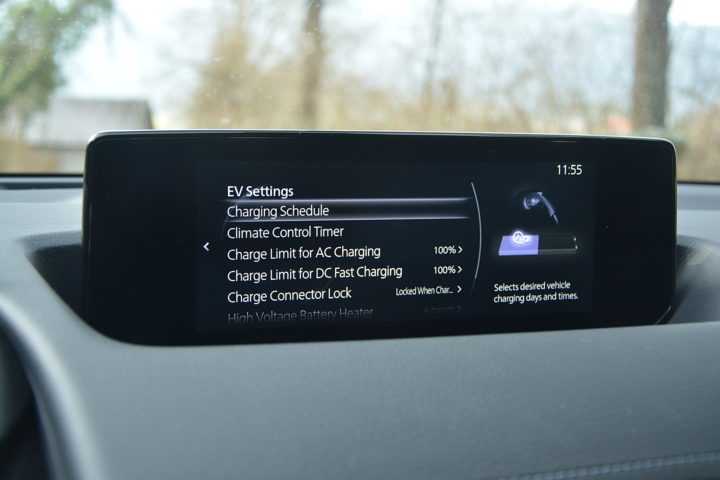 11:55
EV Settings
Charging Schedule
Climate Control Timer
Charge Limit for AC Charging 100%
Charge Limit for DC Fast Charging 100%
Charge Connector Lock Locked When Char...
High Voltage Battery Heater Automatic
Selects desired vehicle
charging days and times.